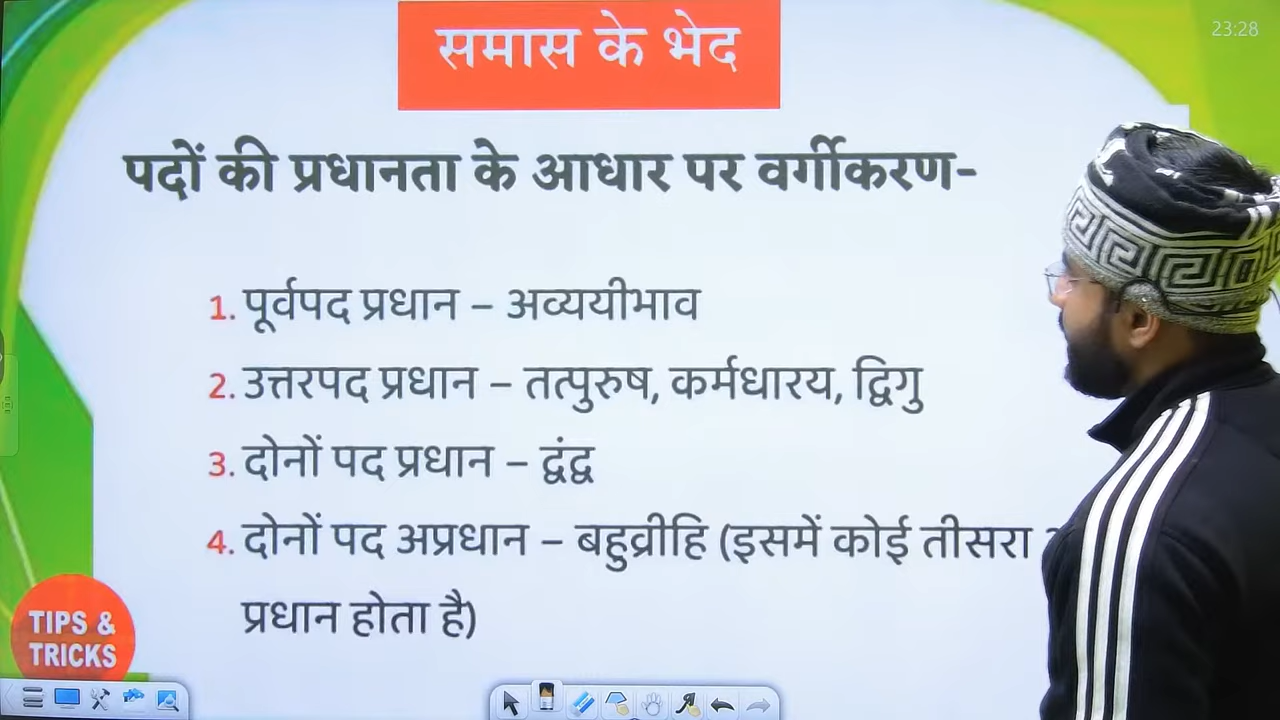 23:28
समास के भेद
पदों की प्रधानता के आधार पर वर्गीकरण-
1. पूर्वपद प्रधान – अव्ययीभाव
2. उत्तरपद प्रधान – तत्पुरुष, कर्मधारय, द्विगु
3. दोनों पद प्रधान – द्वंद्व
4. दोनों पद अप्रधान – बहुव्रीहि (इसमें कोई तीसरा
प्रधान होता है)
TIPS &
TRICKS